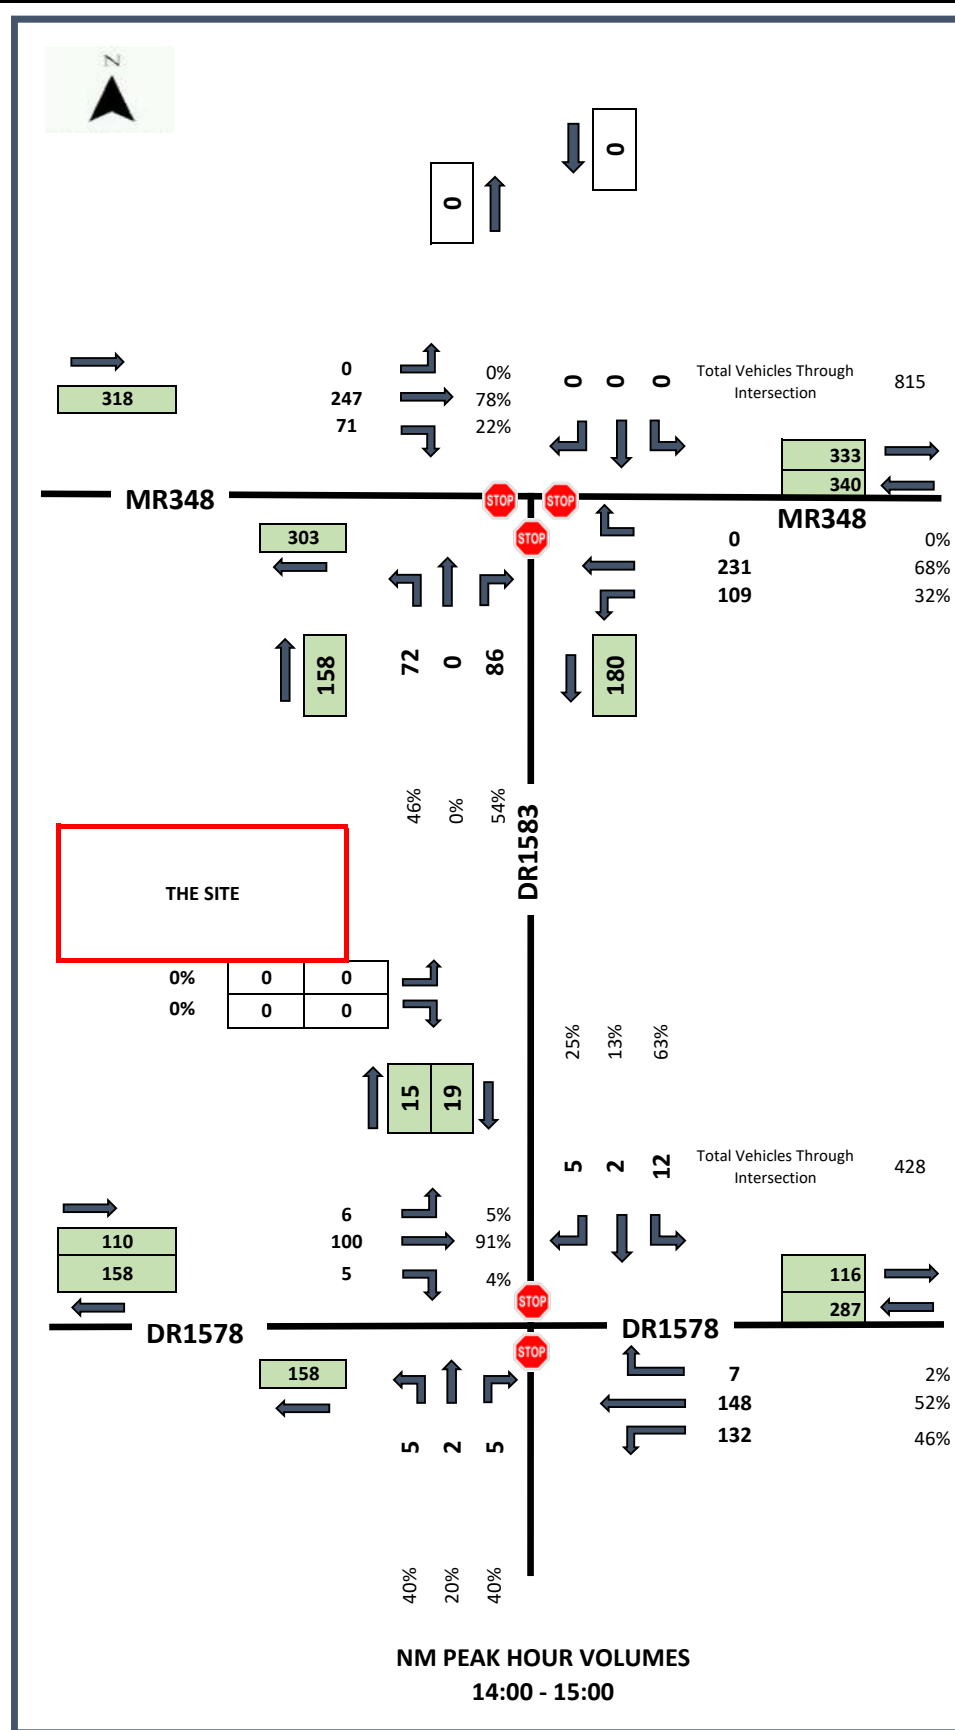 N
0
0
0
0%
318
247
78%
71
22%
0 0 0
Total Vehicles Through
Intersection
815
333
340
MR348
STOP
STOP
STOP
MR348
303
0
0%
231
68%
109
32%
158
72 0 86
180
46% 0% 54%
DR1583
THE SITE
0%
0
0
0%
0
0
25% 13% 63%
15 19
5 2 12
Total Vehicles Through
Intersection
428
6
5%
110
100
91%
158
5
4%
116
287
STOP
STOP
DR1578
DR1578
158
7
2%
148
52%
132
46%
5 2 5
40% 20% 40%
NM PEAK HOUR VOLUMES
14:00 - 15:00